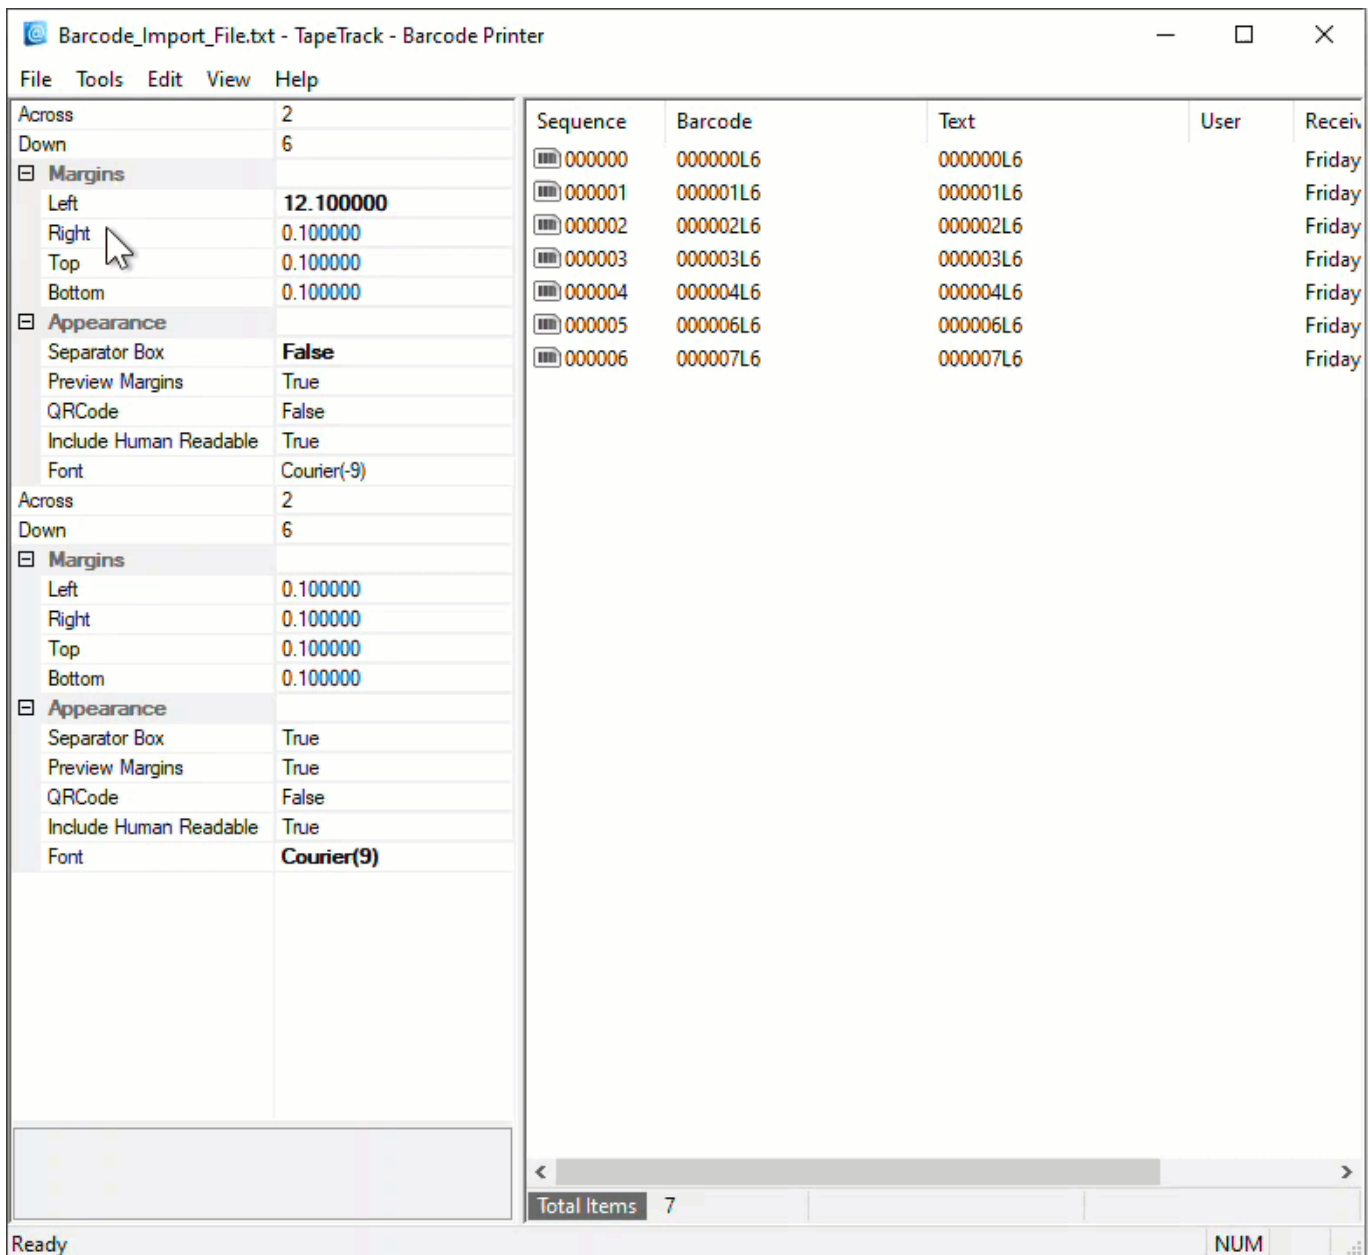 Barcode_Import_File.txt - TapeTrack - Barcode Printer
File Tools Edit View Help
Across 2
Down 6
Margins
Left 12.100000
Right 0.100000
Top 0.100000
Bottom 0.100000
Appearance
Separator Box False
Preview Margins True
QRCode False
Include Human Readable True
Font Courier(-9)
Across 2
Down 6
Margins
Left 0.100000
Right 0.100000
Top 0.100000
Bottom 0.100000
Appearance
Separator Box True
Preview Margins True
QRCode False
Include Human Readable True
Font Courier(9)
Sequence Barcode Text User Receiv
000000 000000L6 000000L6 Friday
000001 000001L6 000001L6 Friday
000002 000002L6 000002L6 Friday
000003 000003L6 000003L6 Friday
000004 000004L6 000004L6 Friday
000005 000006L6 000006L6 Friday
000006 000007L6 000007L6 Friday
Total Items 7
Ready NUM